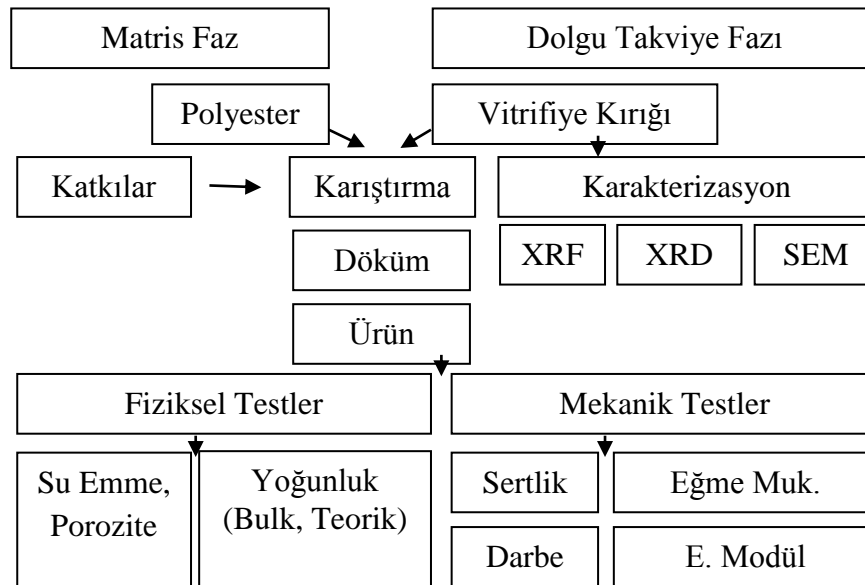 Matris Faz
Dolgu Takviye Fazı
Polyester
Vitrifiye Kırığı
Katkılar
Karıştırma
Karakterizasyon
Döküm
XRF
XRD
SEM
Ürün
Fiziksel Testler
Mekanik Testler
Su Emme,
Porozite
Yoğunluk
(Bulk, Teorik)
Sertlik
Eğme Muk.
Darbe
E. Modül